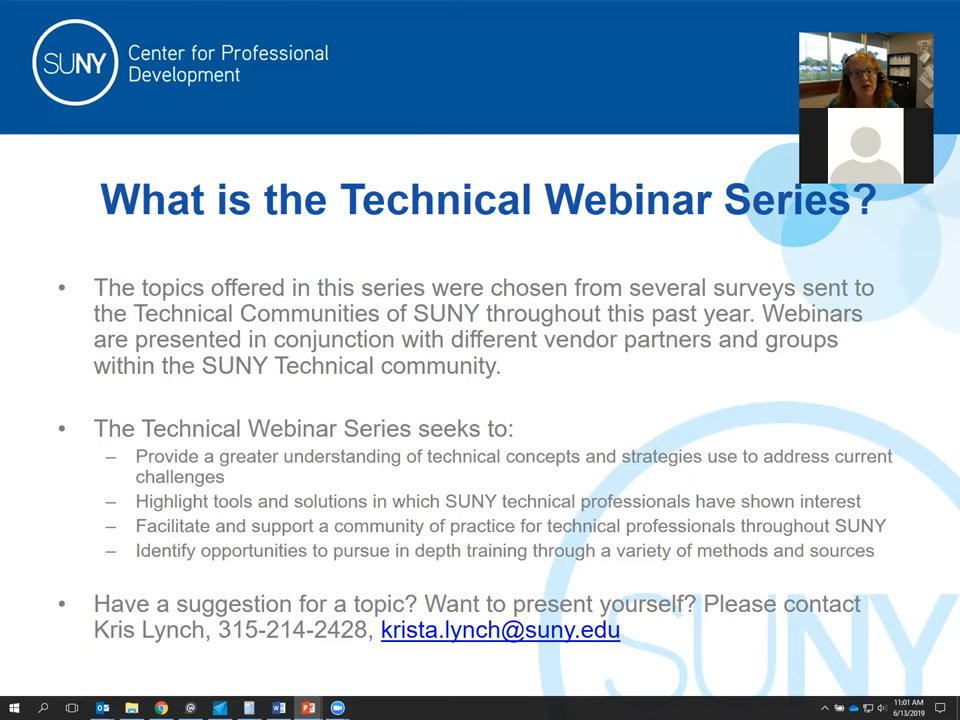 SUNY
Center for Professional
Development
What is the Technical Webinar Series?
• The topics offered in this series were chosen from several surveys sent to
the Technical Communities of SUNY throughout this past year. Webinars
are presented in conjunction with different vendor partners and groups
within the SUNY Technical community.
• The Technical Webinar Series seeks to:
– Provide a greater understanding of technical concepts and strategies use to address current
challenges
– Highlight tools and solutions in which SUNY technical professionals have shown interest
– Facilitate and support a community of practice for technical professionals throughout SUNY
– Identify opportunities to pursue in depth training through a variety of methods and sources
• Have a suggestion for a topic? Want to present yourself? Please contact
Kris Lynch, 315-214-2428, krista.lynch@suny.edu
SUNY
11:01 AM
6/13/2019